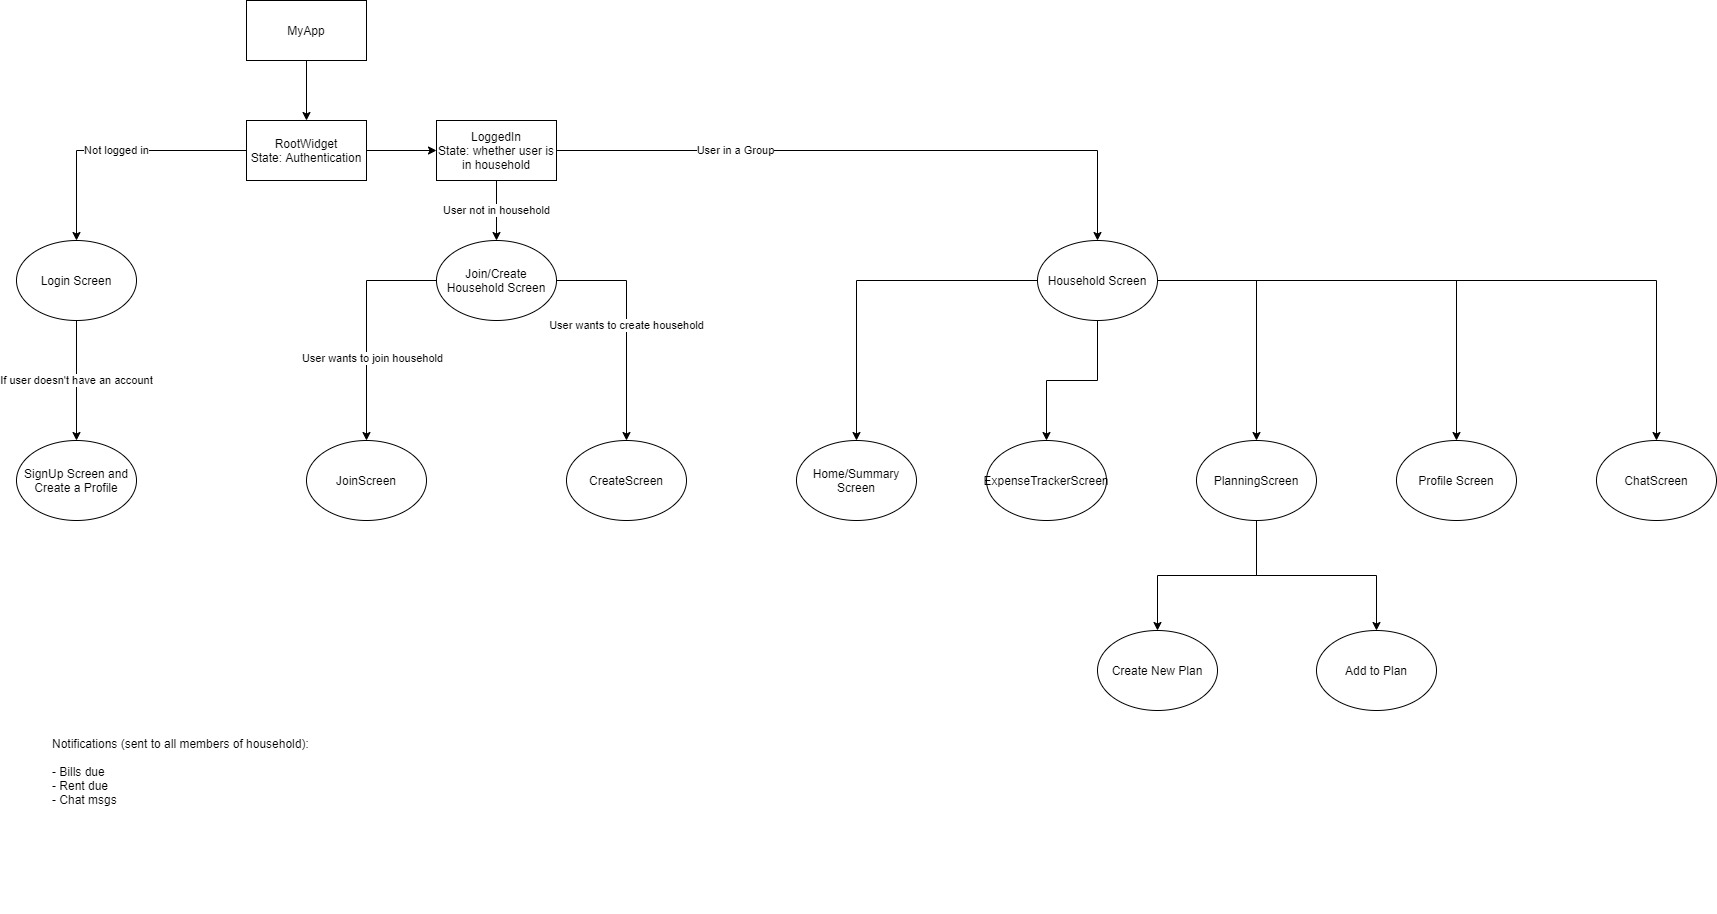 MyApp
RootWidget
State: Authentication
LoggedIn
State: whether user is
in household
Not logged in
User in a Group
User not in household
Login Screen
Join/Create
Household Screen
Household Screen
User wants to create household
User wants to join household
If user doesn't have an account
SignUp Screen and
Create a Profile
JoinScreen
CreateScreen
Home/Summary
Screen
ExpenseTrackerScreen
PlanningScreen
Profile Screen
ChatScreen
Create New Plan
Add to Plan
Notifications (sent to all members of household):
- Bills due
- Rent due
- Chat msgs